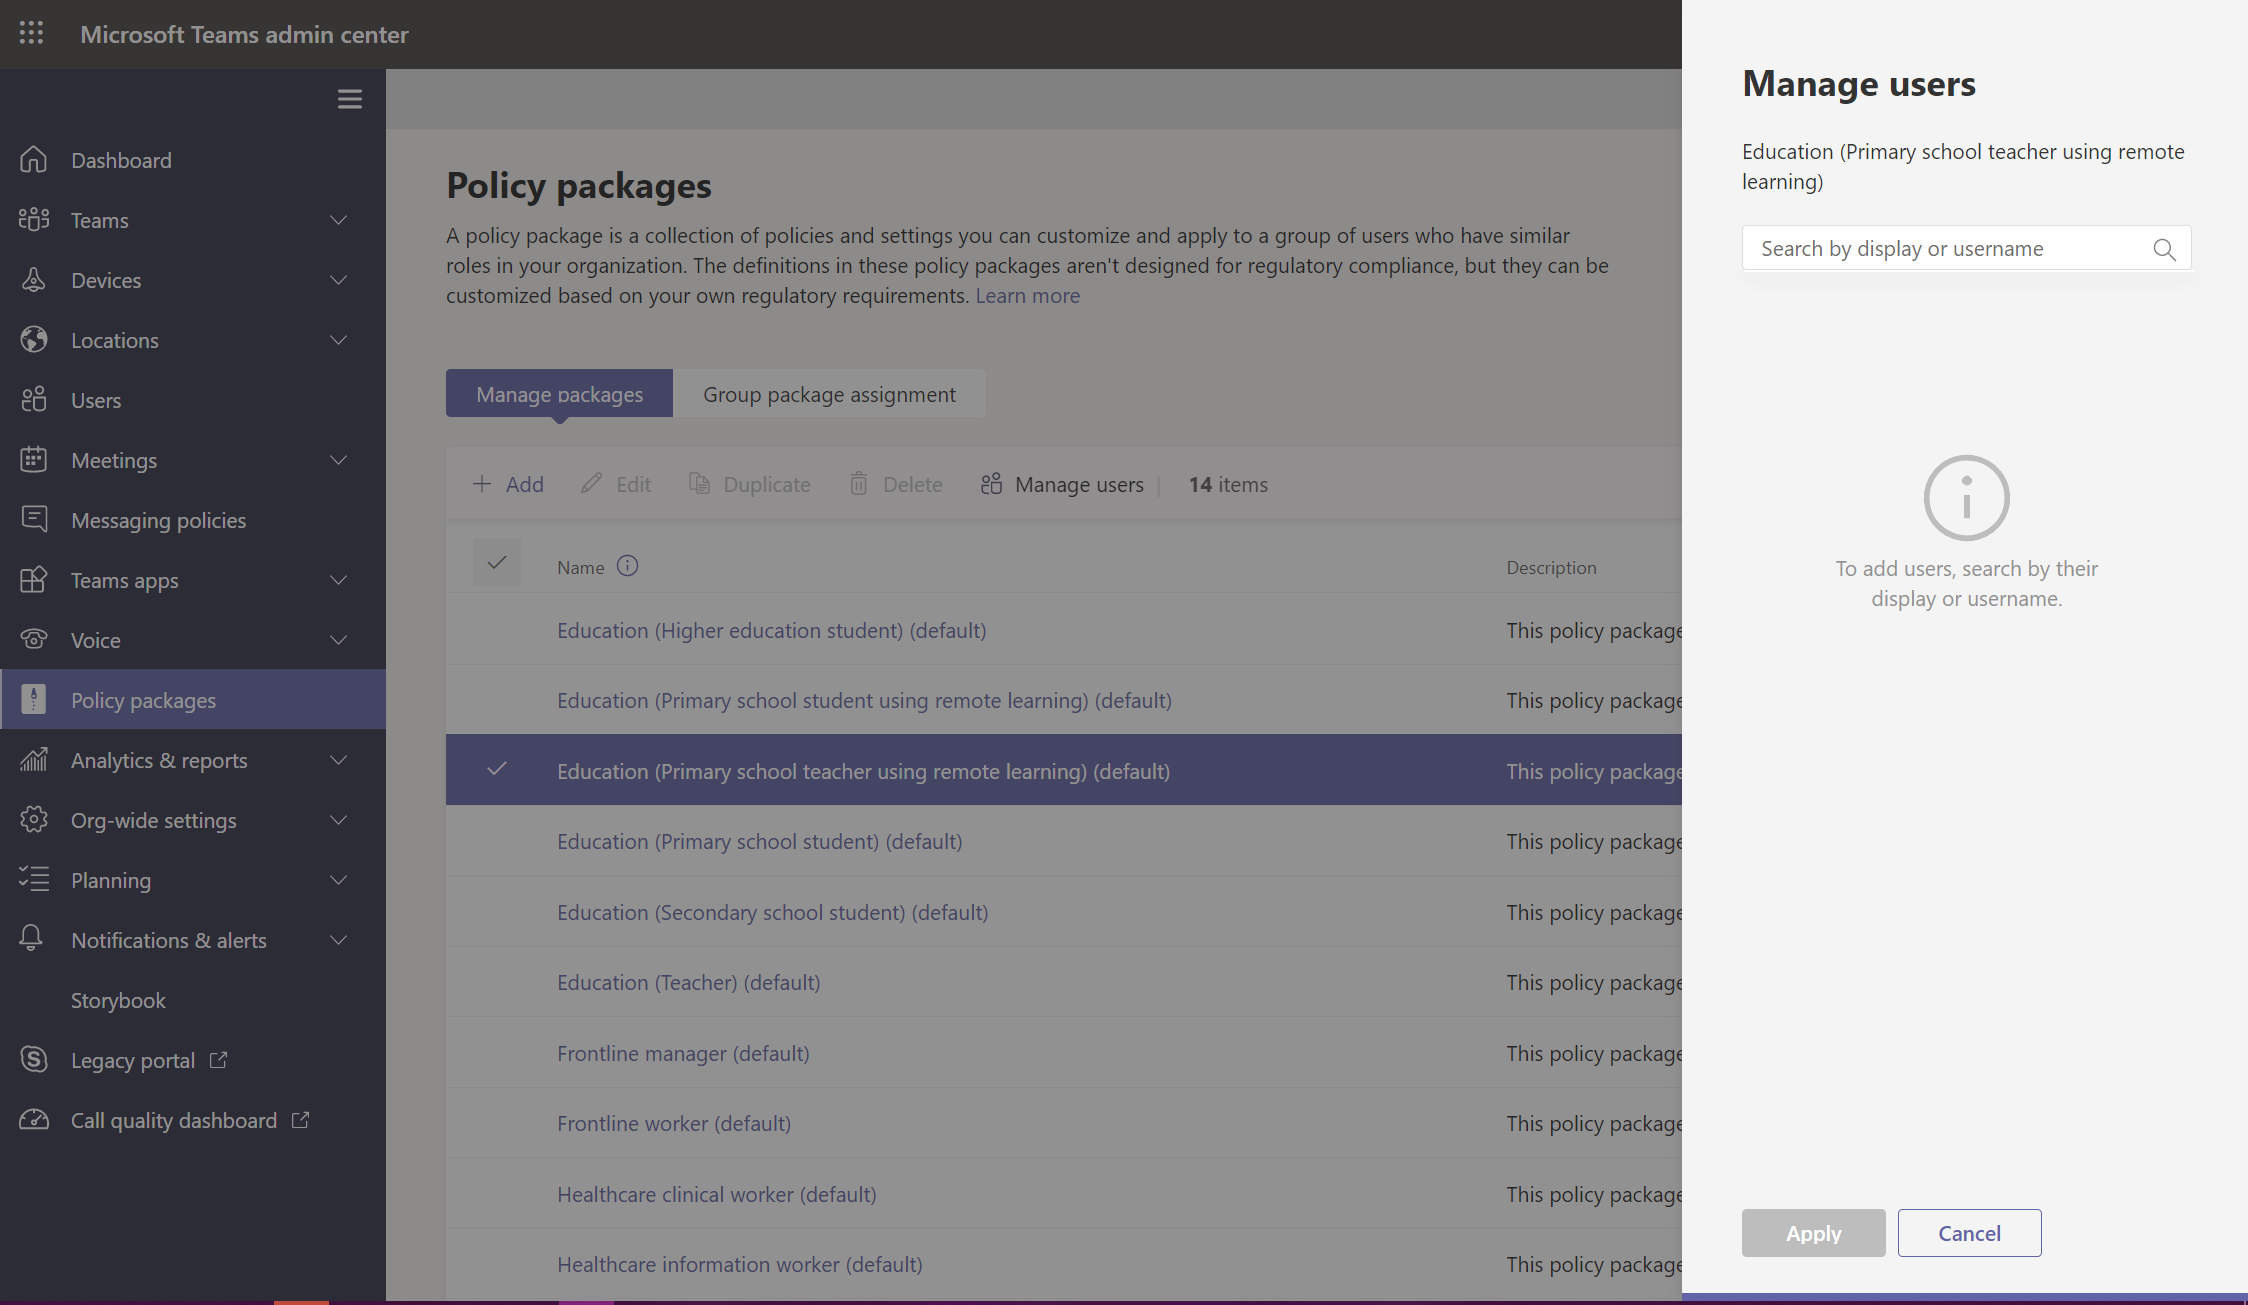 Microsoft Teams admin center
Dashboard
Teams
Devices
Locations
Users
Meetings
Messaging policies
Teams apps
Voice
Policy packages
Analytics & reports
Org-wide settings
Planning
Notifications & alerts
Storybook
Legacy portal
Call quality dashboard
Policy packages
A policy package is a collection of policies and settings you can customize and apply to a group of users who have similar
roles in your organization. The definitions in these policy packages aren't designed for regulatory compliance, but they can be
customized based on your own regulatory requirements. Learn more
Manage packages Group package assignment
Add Edit Duplicate Delete Manage users 14 items
Name Description
Education (Higher education student) (default) This policy package
Education (Primary school student using remote learning) (default) This policy package
Education (Primary school teacher using remote learning) (default) This policy package
Education (Primary school student) (default) This policy package
Education (Secondary school student) (default) This policy package
Education (Teacher) (default) This policy package
Frontline manager (default) This policy package
Frontline worker (default) This policy package
Healthcare clinical worker (default) This policy package
Healthcare information worker (default) This policy package
Manage users
Education (Primary school teacher using remote
learning)
Search by display or username
To add users, search by their
display or username.
Apply Cancel